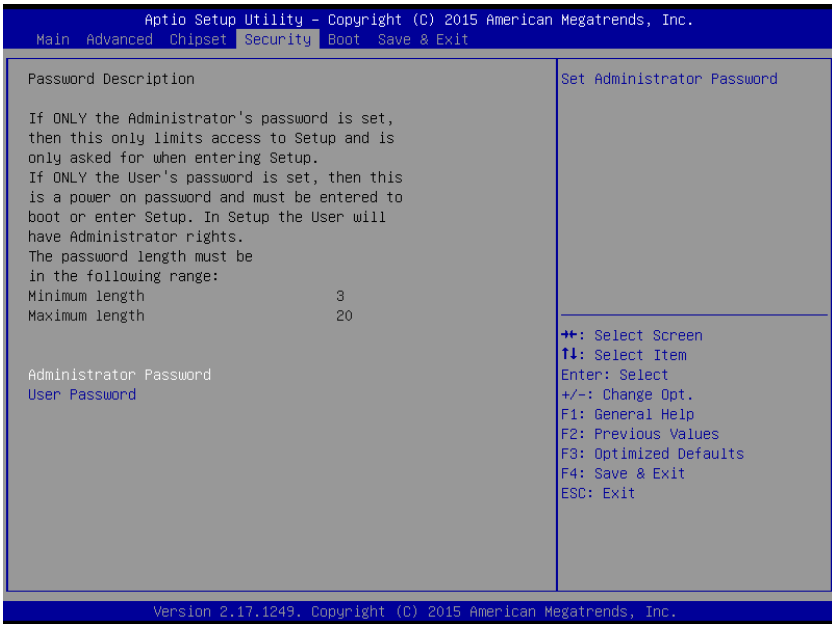 Aptio Setup Utility – Copyright (C) 2015 American Megatrends, Inc.
Main Advanced Chipset Security Boot Save & Exit
Password Description
If ONLY the Administrator's password is set,
then this only limits access to Setup and is
only asked for when entering Setup.
If ONLY the User's password is set, then this
is a power on password and must be entered to
boot or enter Setup. In Setup the User will
have Administrator rights.
The password length must be
in the following range:
Minimum length 3
Maximum length 20
Administrator Password
User Password
Set Administrator Password
→←: Select Screen
↑↓: Select Item
Enter: Select
+/-: Change Opt.
F1: General Help
F2: Previous Values
F3: Optimized Defaults
F4: Save & Exit
ESC: Exit
Version 2.17.1249. Copyright (C) 2015 American Megatrends, Inc.